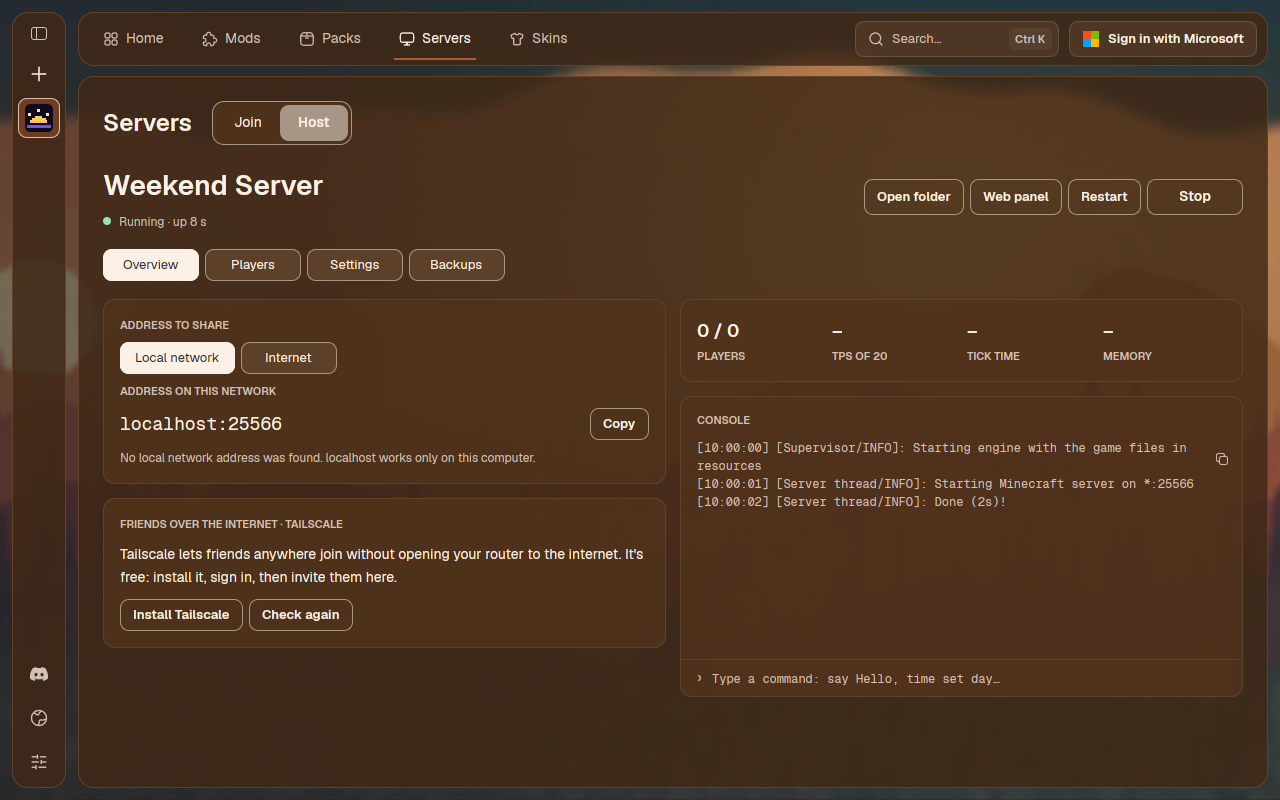 Home
Mods
Packs
Servers
Skins
Search…
Ctrl K
Sign in with Microsoft
Servers
Join
Host
Weekend Server
Running · up 8 s
Open folder
Web panel
Restart
Stop
Overview
Players
Settings
Backups
ADDRESS TO SHARE
Local network
Internet
ADDRESS ON THIS NETWORK
localhost:25566
Copy
No local network address was found. localhost works only on this computer.
FRIENDS OVER THE INTERNET · TAILSCALE
Tailscale lets friends anywhere join without opening your router to the internet. It's
free: install it, sign in, then invite them here.
Install Tailscale
Check again
0 / 0
PLAYERS
–
TPS OF 20
–
TICK TIME
–
MEMORY
CONSOLE
[10:00:00] [Supervisor/INFO]: Starting engine with the game files in
resources
[10:00:01] [Server thread/INFO]: Starting Minecraft server on *:25566
[10:00:02] [Server thread/INFO]: Done (2s)!
› Type a command: say Hello, time set day…